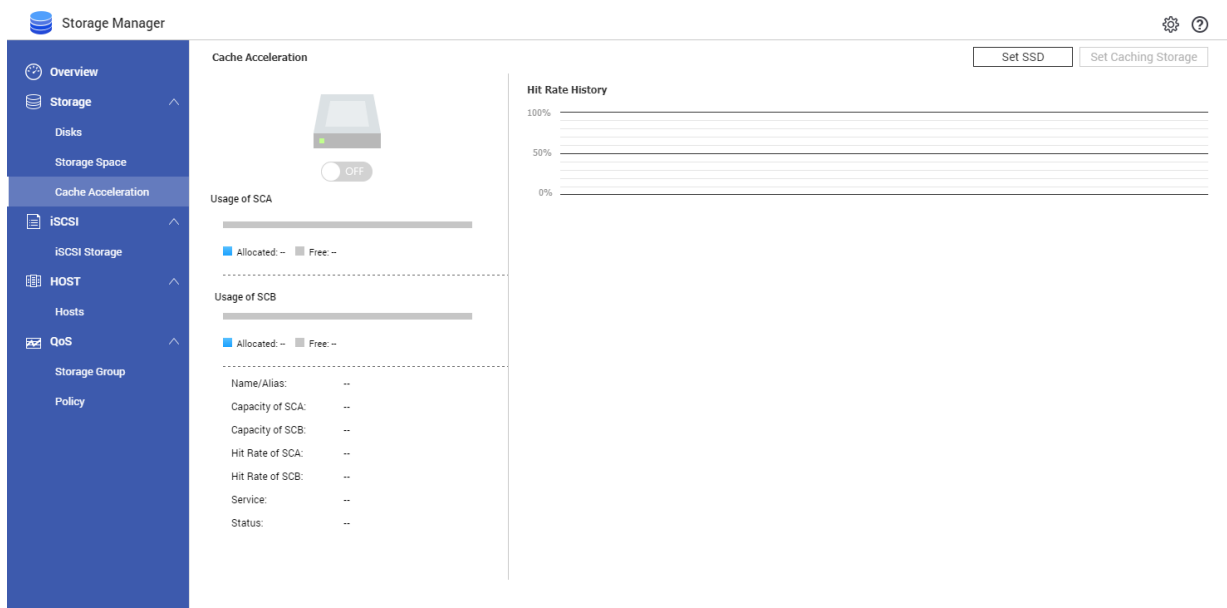 Storage Manager
Overview
Storage
Disks
Storage Space
Cache Acceleration
iSCSI
iSCSI Storage
HOST
Hosts
QoS
Storage Group
Policy
Cache Acceleration
Set SSD
Set Caching Storage
OFF
Usage of SCA
Allocated: -- Free: --
Usage of SCB
Allocated: -- Free: --
Name/Alias: --
Capacity of SCA: --
Capacity of SCB: --
Hit Rate of SCA: --
Hit Rate of SCB: --
Service: --
Status: --
Hit Rate History
100%
50%
0%